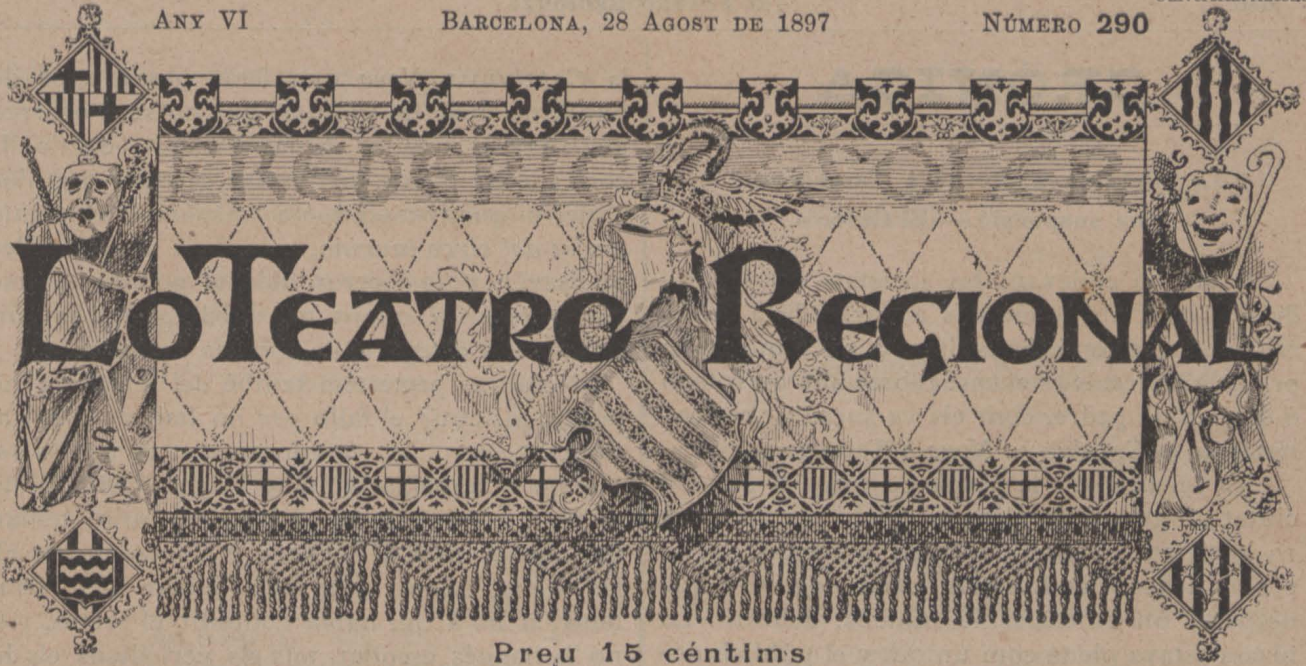 ANY VI BARCELONA, 28 AGOST DE 1897 NÚMERO 290
FREDERICH SOLER
LO TEATRO REGIONAL
Preu 15 céntims